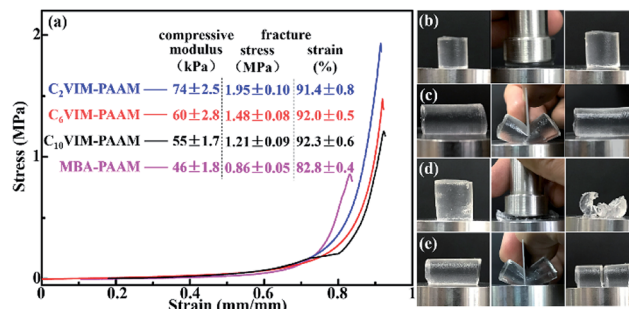 (a)
compressive modulus (kPa)
fracture
stress (MPa)
strain (%)
C₂VIM-PAAM — 74±2.5 1.95±0.10 91.4±0.8
C₆VIM-PAAM — 60±2.8 1.48±0.08 92.0±0.5
C₁₀VIM-PAAM — 55±1.7 1.21±0.09 92.3±0.6
MBA-PAAM — 46±1.8 0.86±0.05 82.8±0.4
Stress (MPa)
2
1
0
0
0.2
0.4
0.6
0.8
1
Strain (mm/mm)
(b)
(c)
(d)
(e)